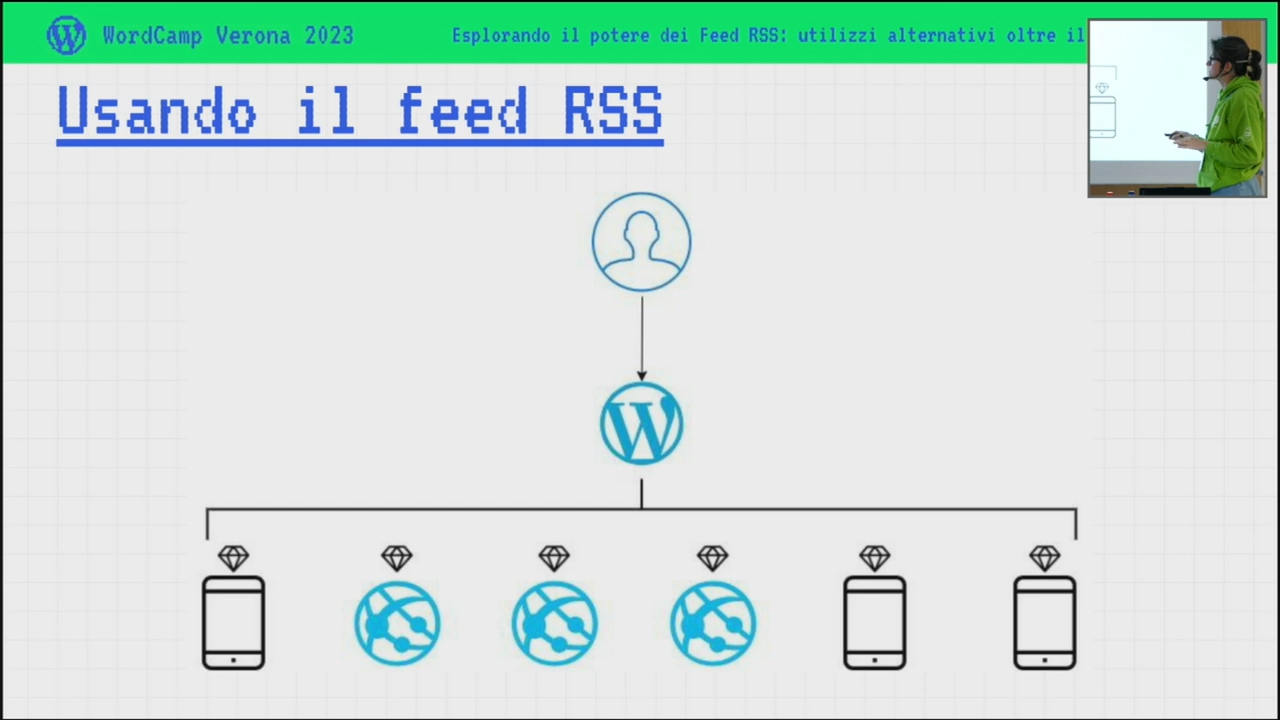 WordCamp Verona 2023
Esplorando il potere dei Feed RSS: utilizzi alternativi oltre il
Usando il feed RSS